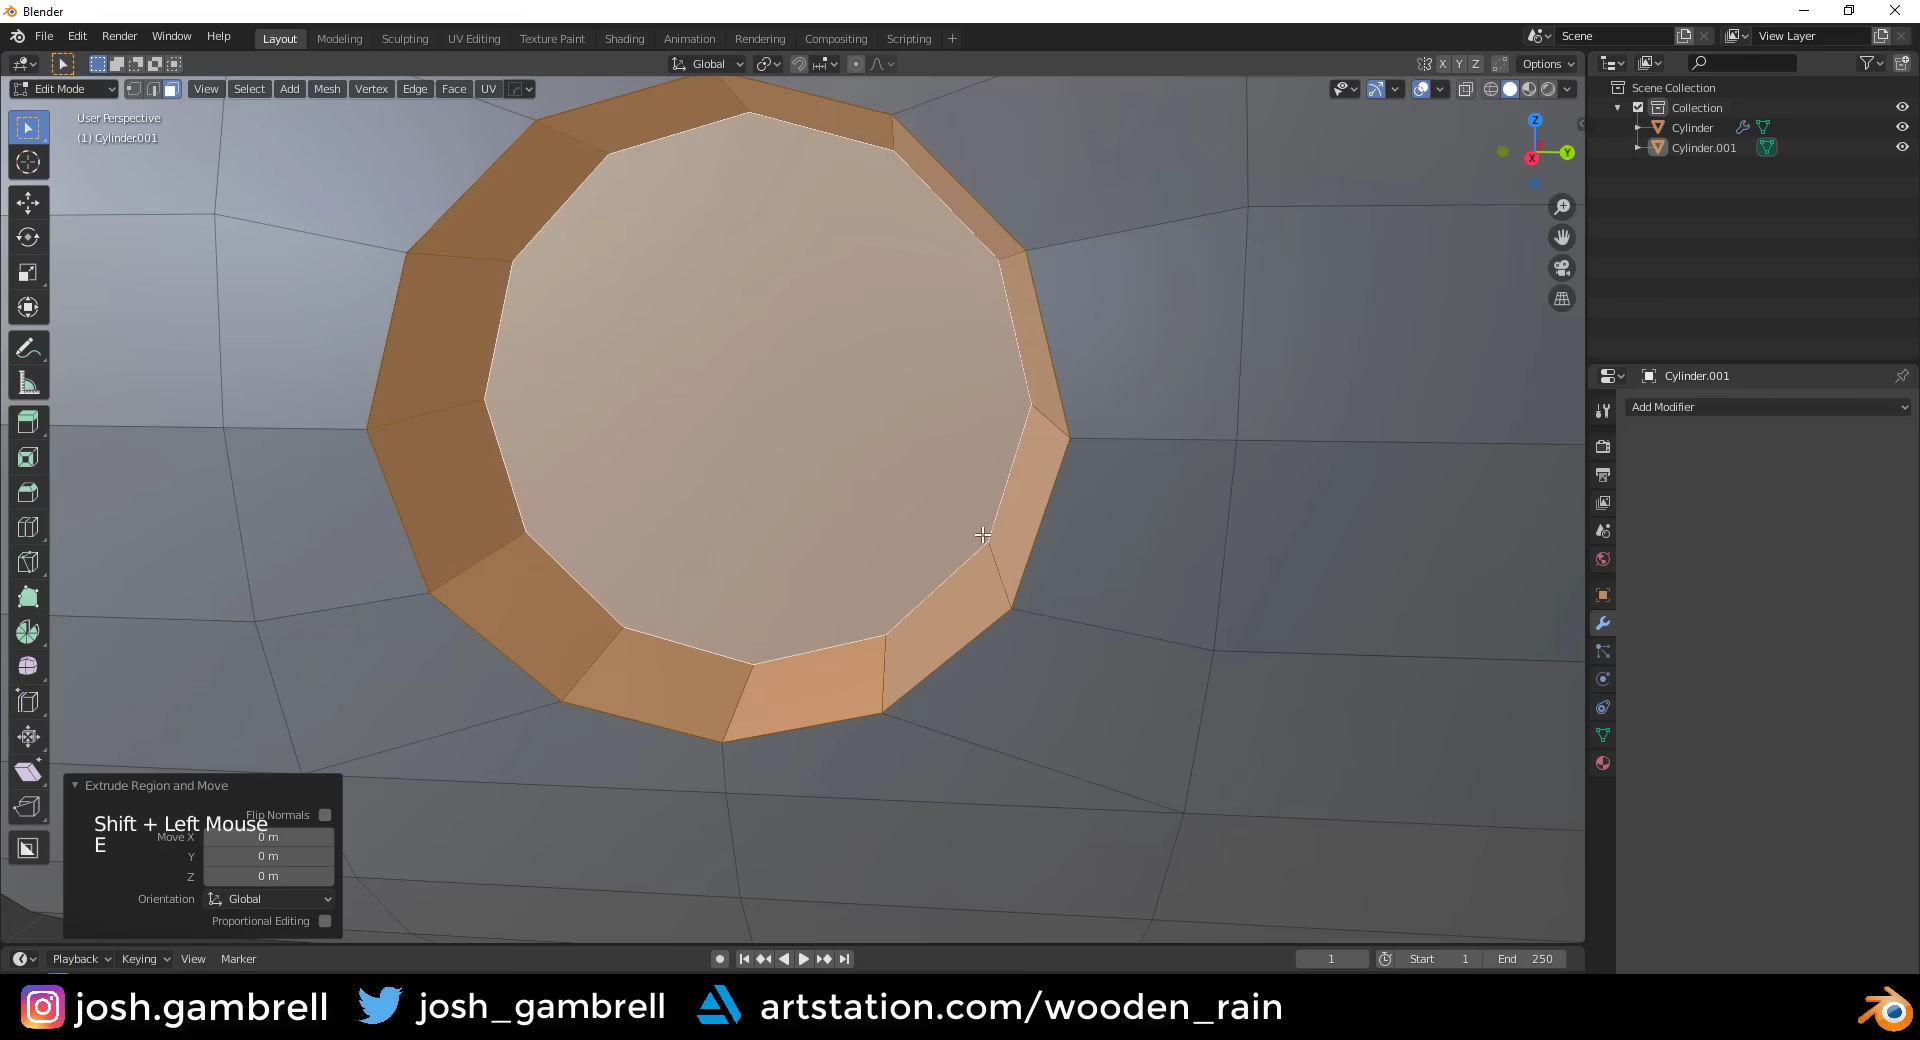 Blender
File Edit Render Window Help
Layout Modeling Sculpting UV Editing Texture Paint Shading Animation Rendering Compositing Scripting +
Scene
View Layer
Global
X Y Z
Options
Edit Mode View Select Add Mesh Vertex Edge Face UV
User Perspective
(1) Cylinder.001
Z
Y
X
Scene Collection
Collection
Cylinder
Cylinder.001
Cylinder.001
Add Modifier
Extrude Region and Move
Flip Normals
Shift + Left Mouse
Move X 0 m
E
Y 0 m
Z 0 m
Orientation Global
Proportional Editing
Playback Keying View Marker
1 Start 1 End 250
josh.gambrell josh_gambrell artstation.com/wooden_rain